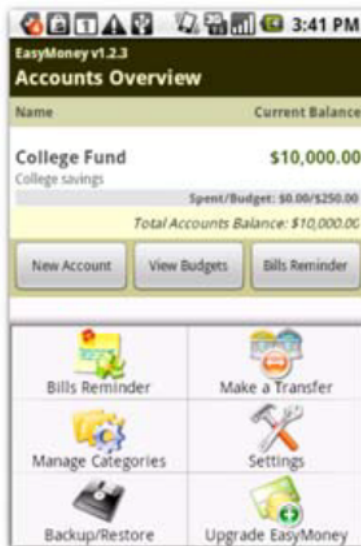 3:41 PM
EasyMoney v1.2.3
Accounts Overview
Name Current Balance
College Fund $10,000.00
College savings
Spent/Budget: $0.00/$250.00
Total Accounts Balance: $10,000.00
New Account View Budgets Bills Reminder
Bills Reminder Make a Transfer
Manage Categories Settings
Backup/Restore Upgrade EasyMoney